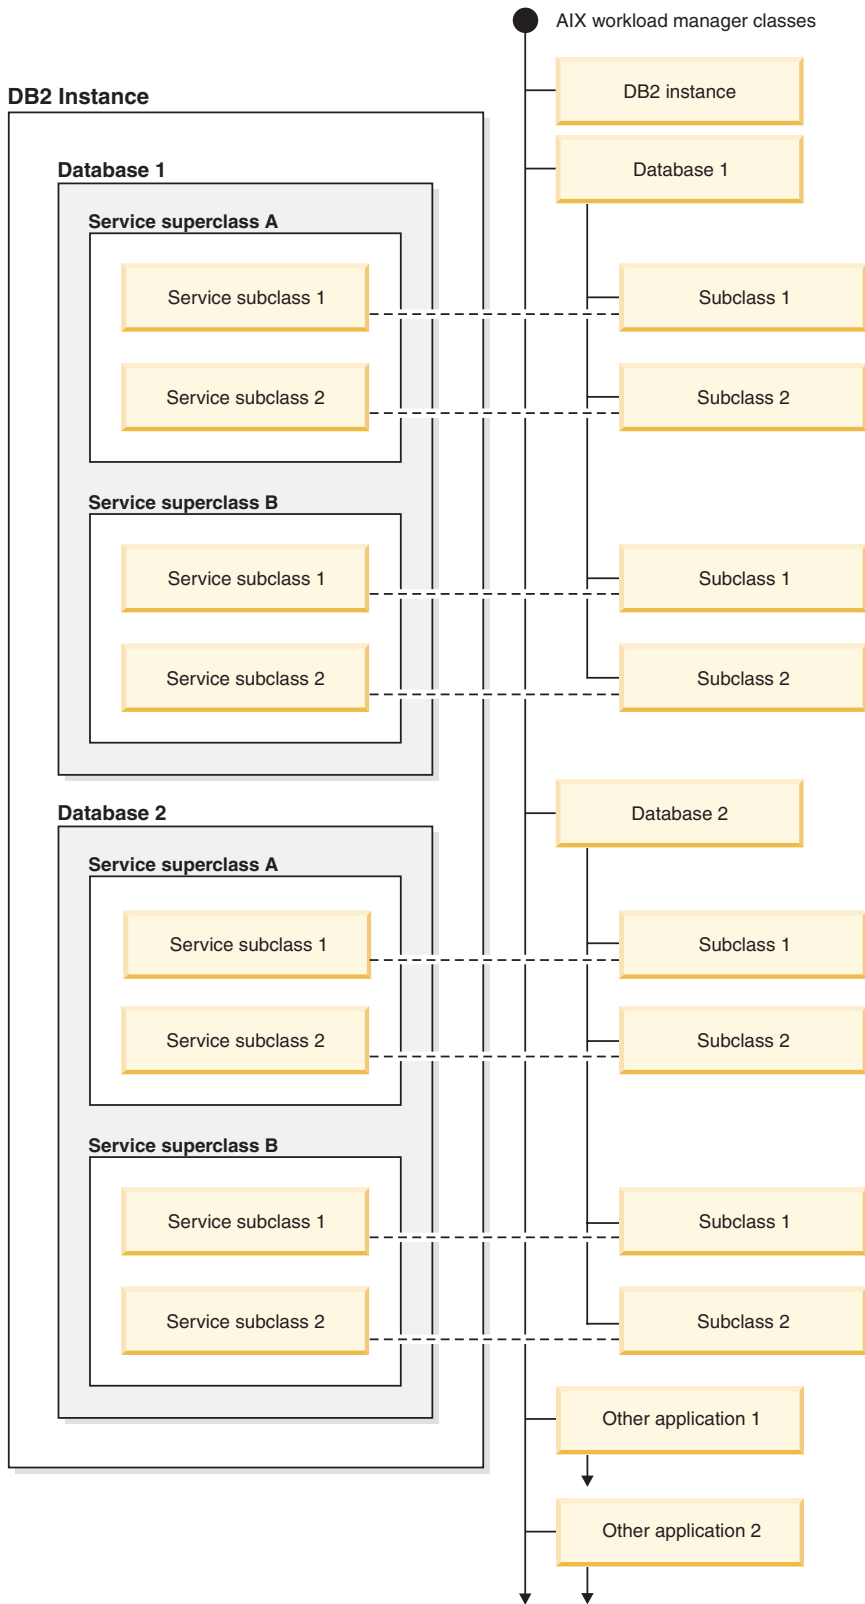 AIX workload manager classes
DB2 Instance
DB2 instance
Database 1
Database 1
Service superclass A
Service subclass 1
Subclass 1
Service subclass 2
Subclass 2
Service superclass B
Service subclass 1
Subclass 1
Service subclass 2
Subclass 2
Database 2
Database 2
Service superclass A
Service subclass 1
Subclass 1
Service subclass 2
Subclass 2
Service superclass B
Service subclass 1
Subclass 1
Service subclass 2
Subclass 2
Other application 1
Other application 2